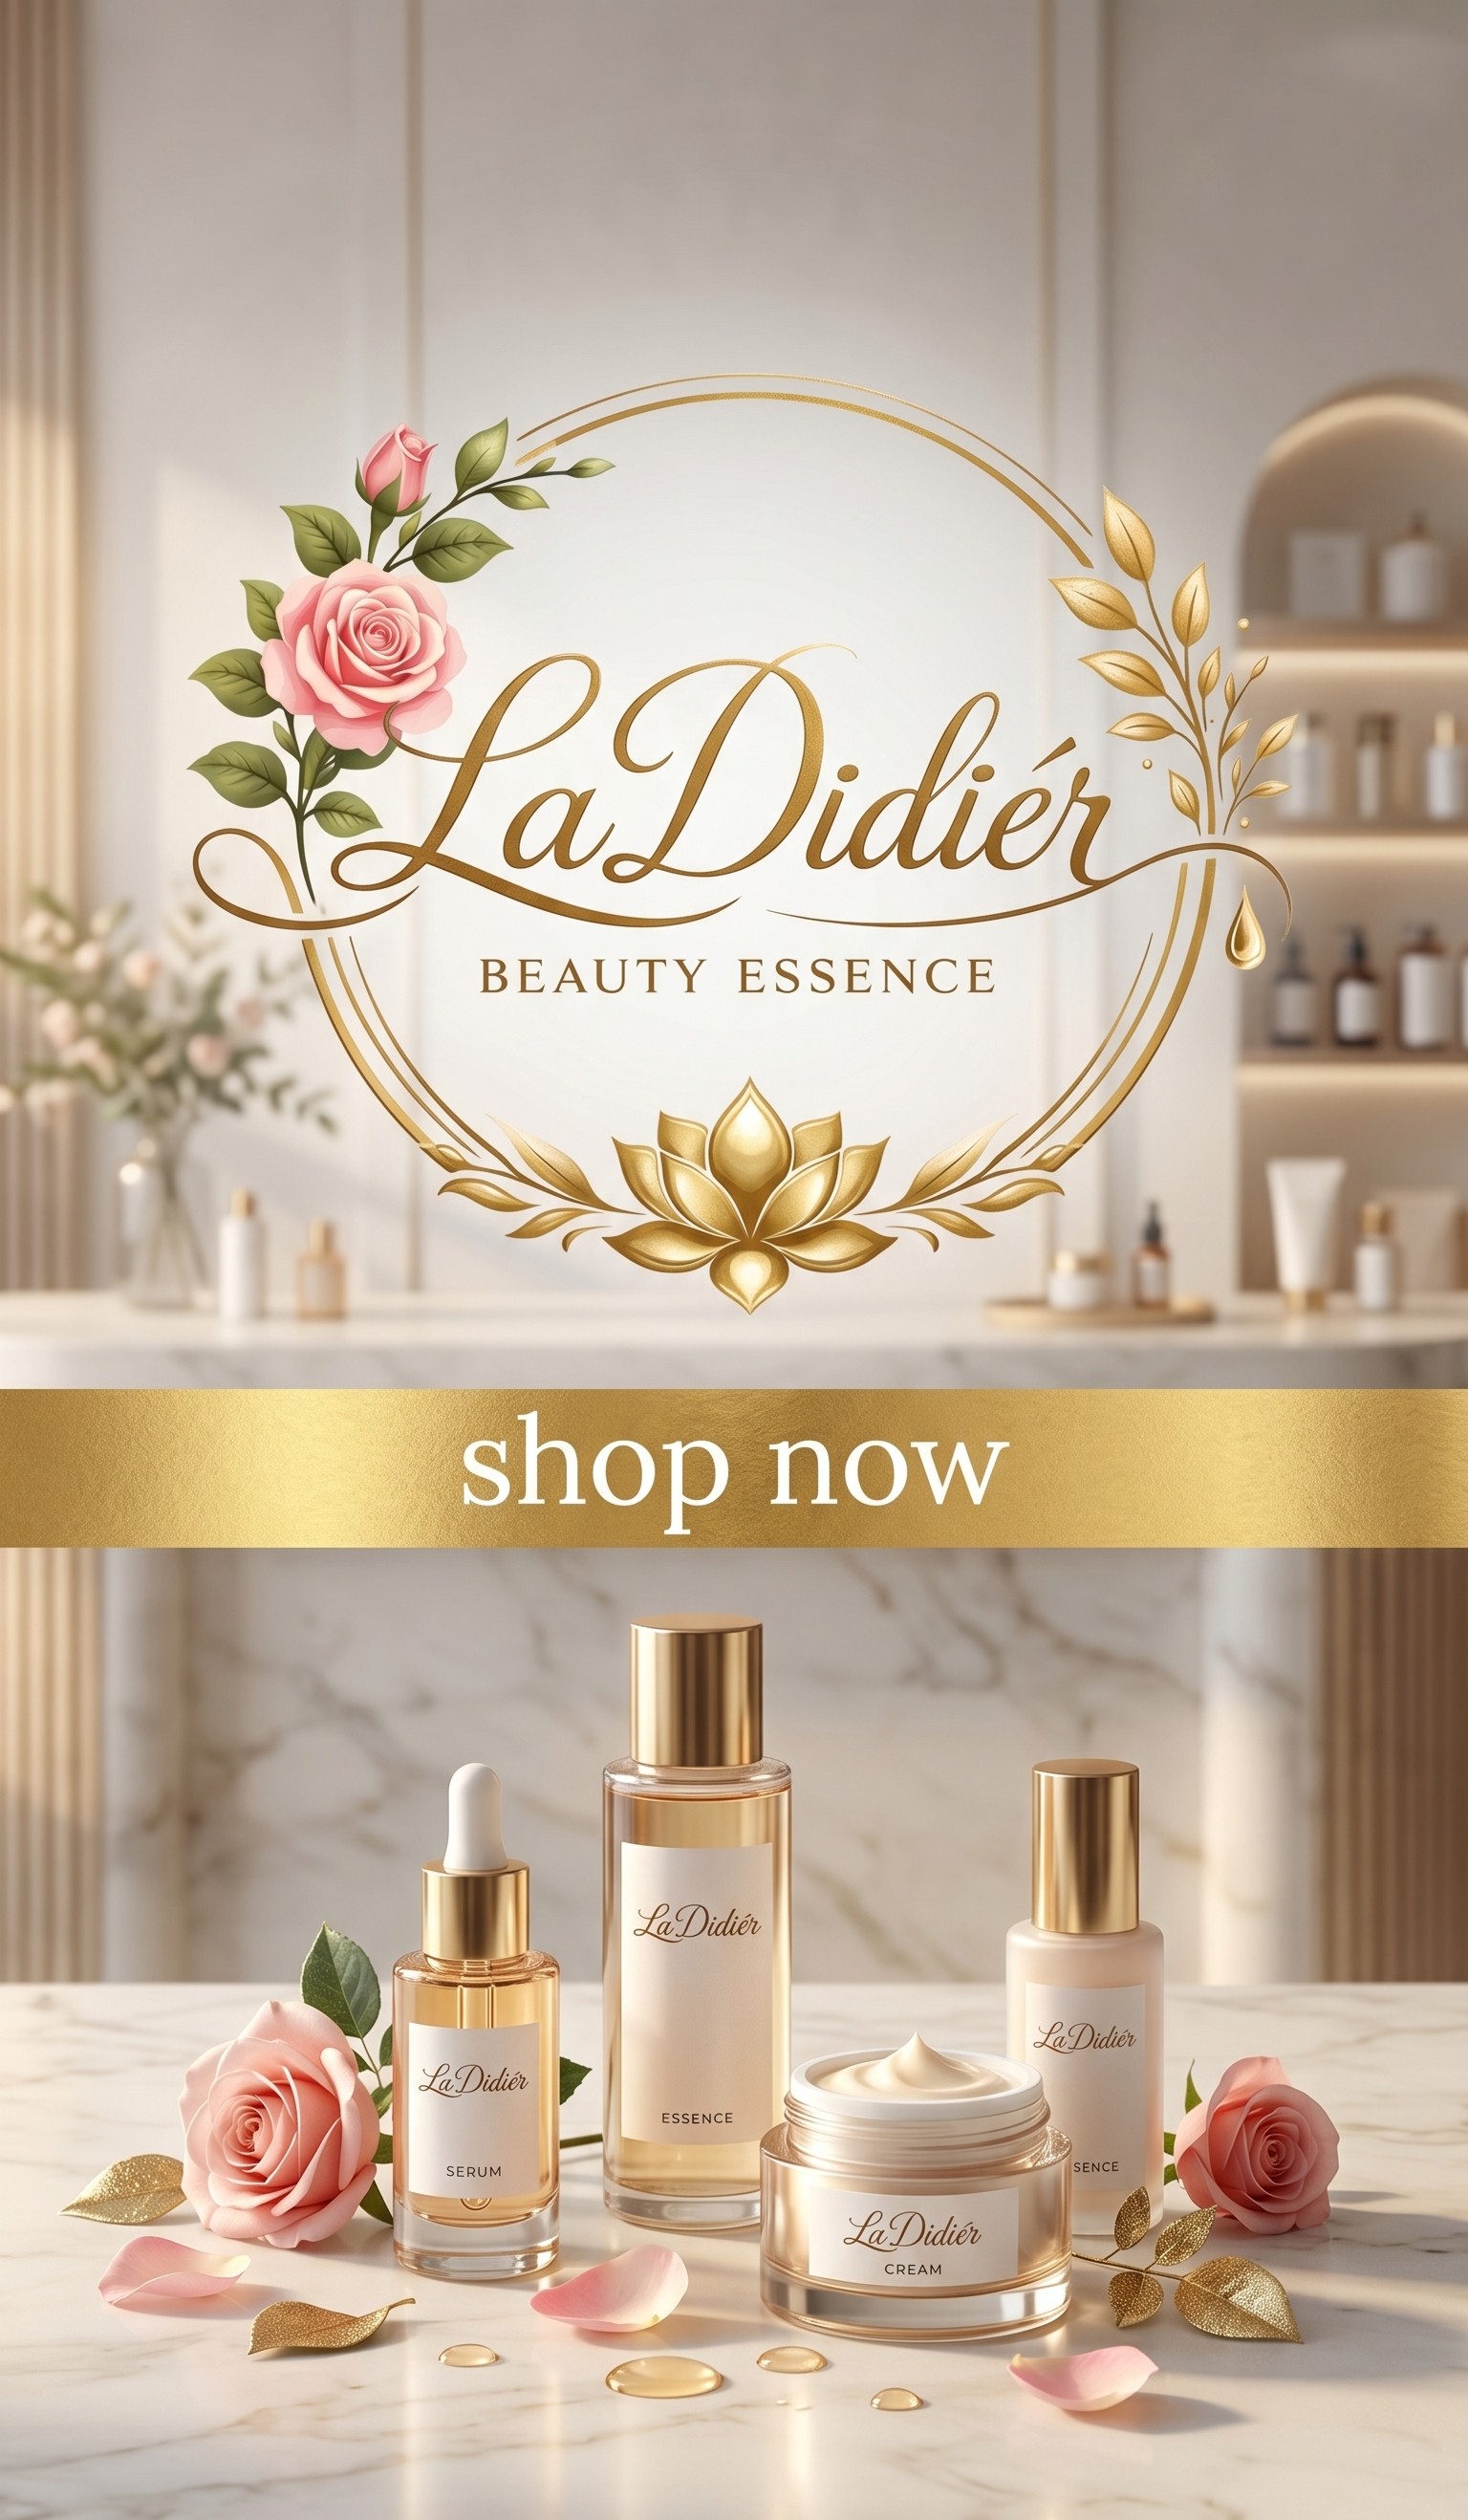 LaDidiér
BEAUTY ESSENCE
shop now
LaDidiér
ESSENCE
LaDidiér
SERUM
LaDidiér
SENCE
LaDidiér
CREAM